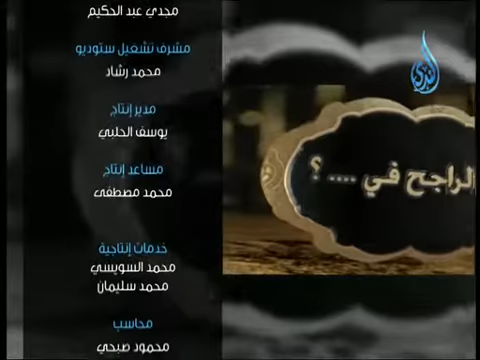 مجدي عبد الحكيم
مشرف تشغيل ستوديو
محمد رشاد
مدير إنتاج
يوسف الحلبي
مساعد إنتاج
محمد مصطفى
خدمات إنتاجية
محمد السويسي
محمد سليمان
محاسب
محمود صبحي
الندى
الراجح في .... ؟